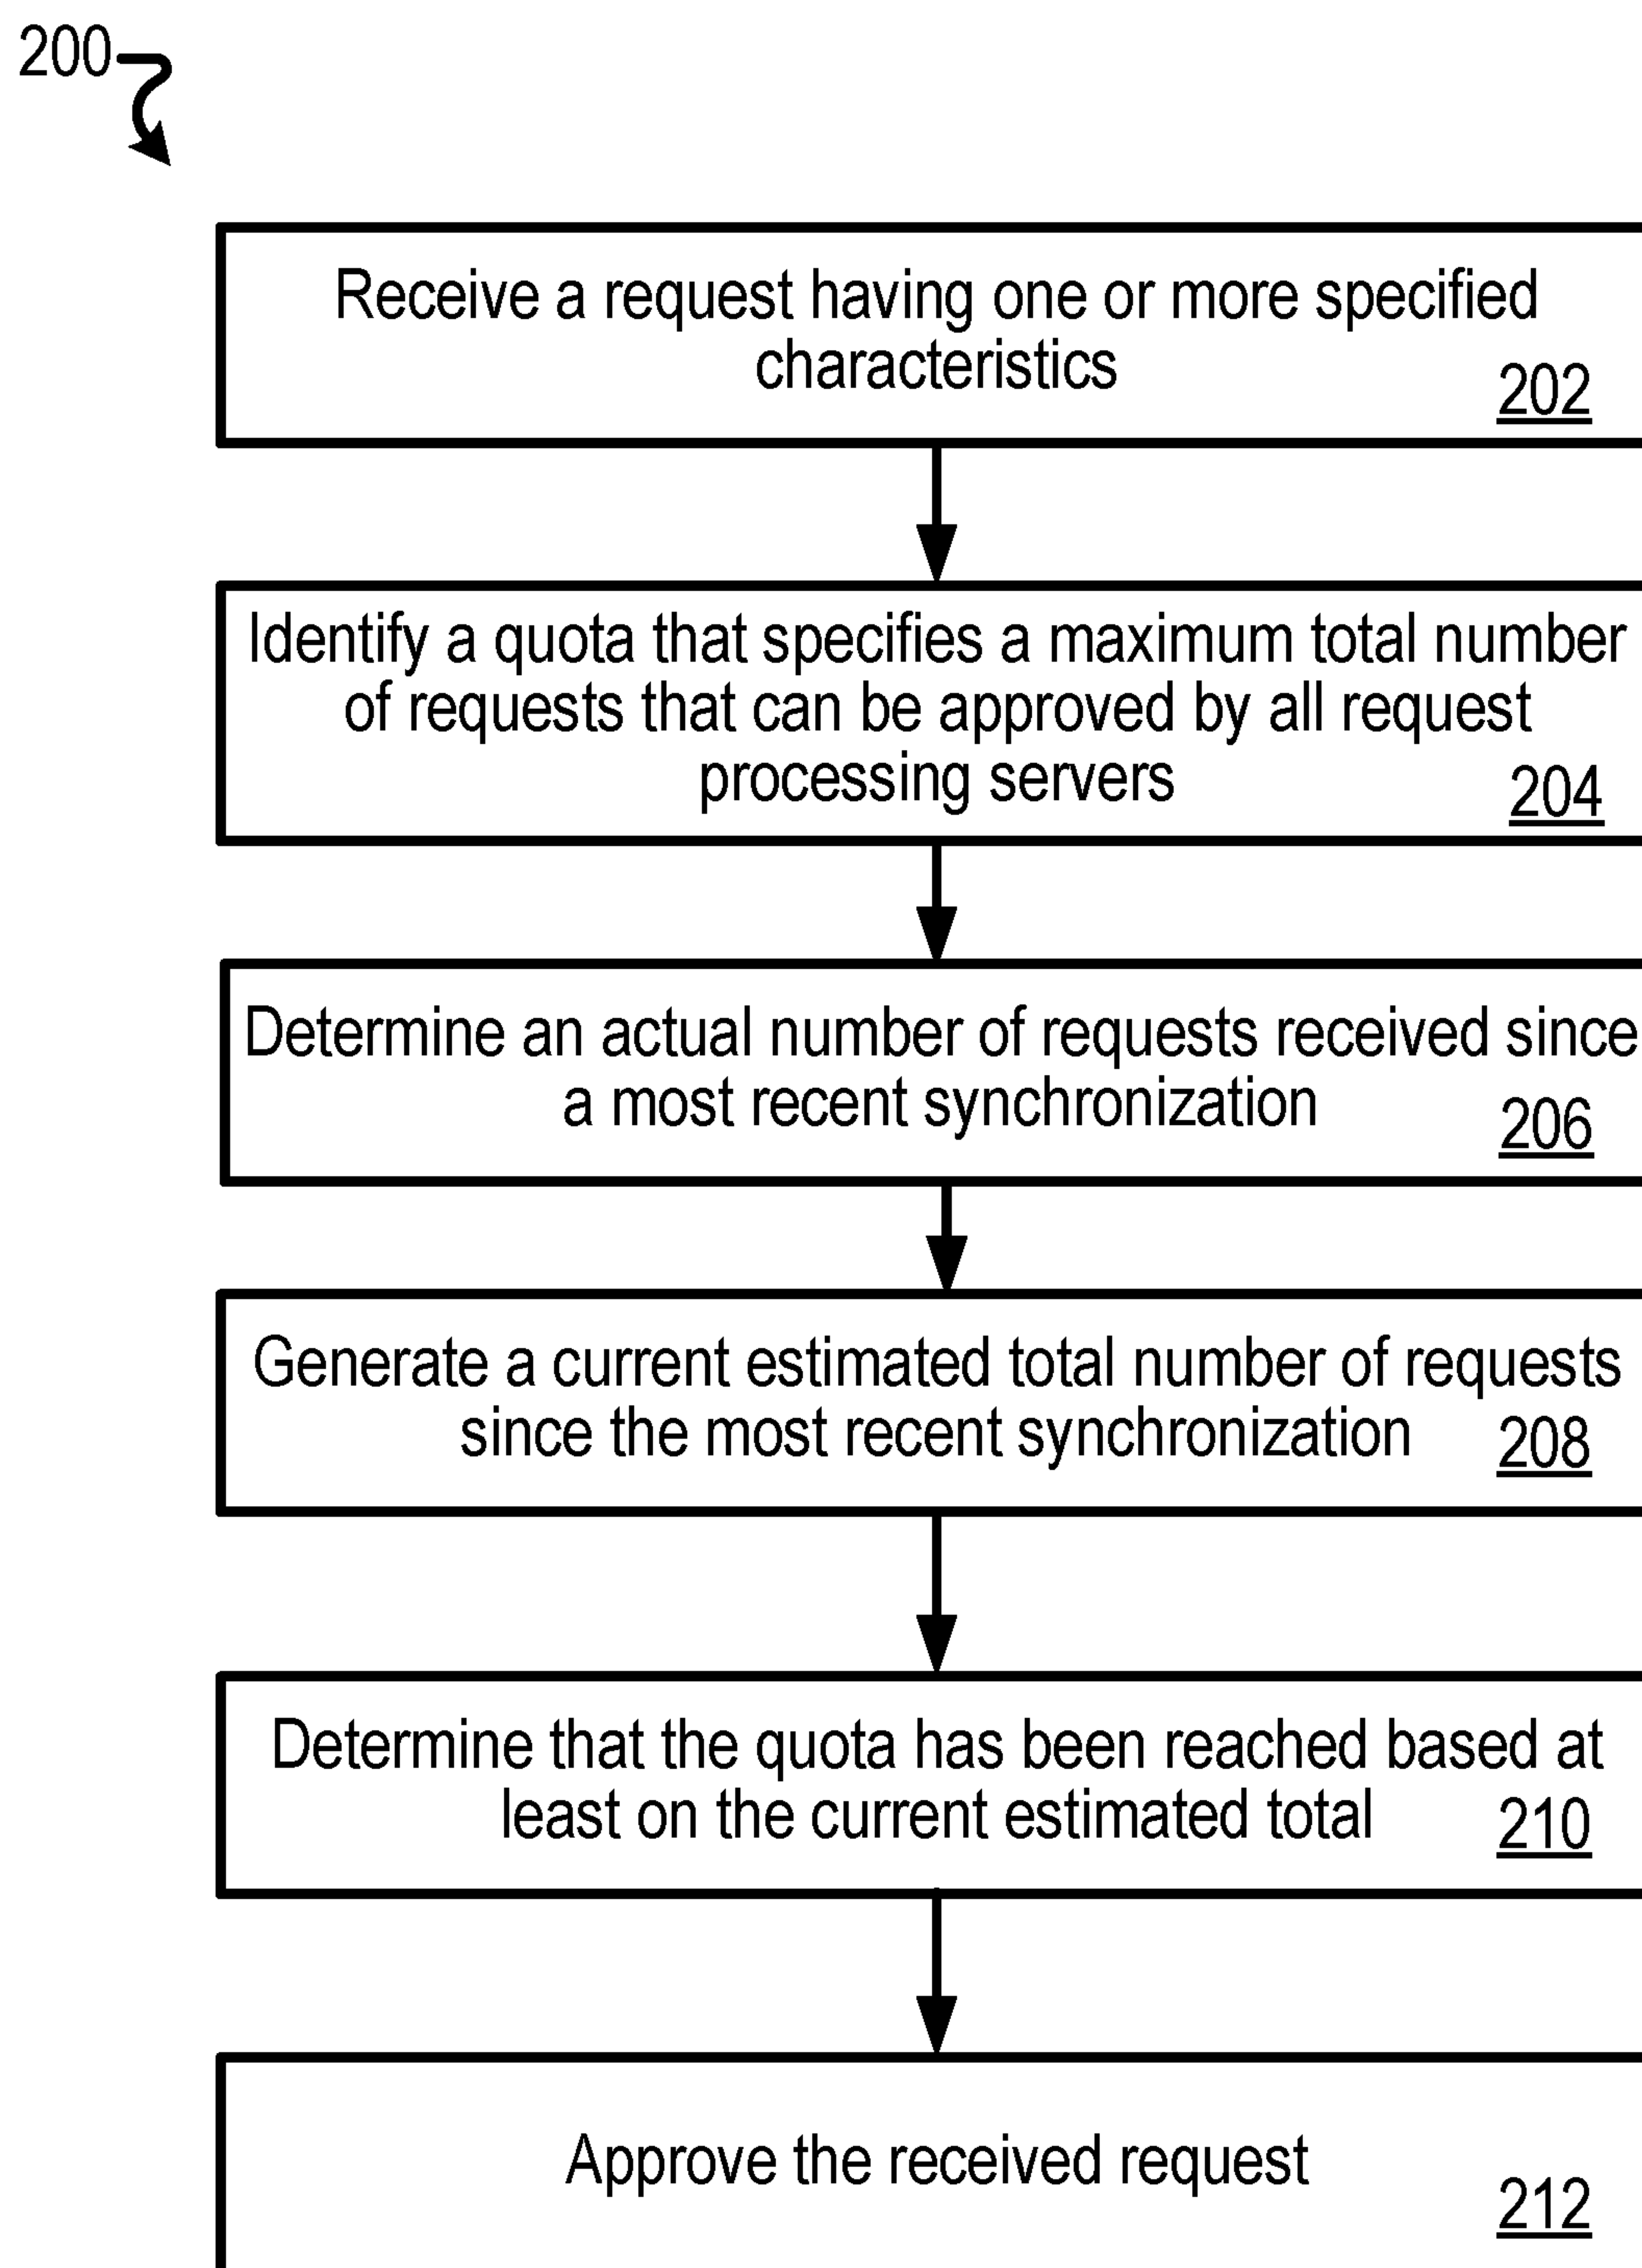 200
Receive a request having one or more specified
characteristics
202
Identify a quota that specifies a maximum total number
of requests that can be approved by all request
processing servers
204
Determine an actual number of requests received since
a most recent synchronization
206
Generate a current estimated total number of requests
since the most recent synchronization
208
Determine that the quota has been reached based at
least on the current estimated total
210
Approve the received request
212